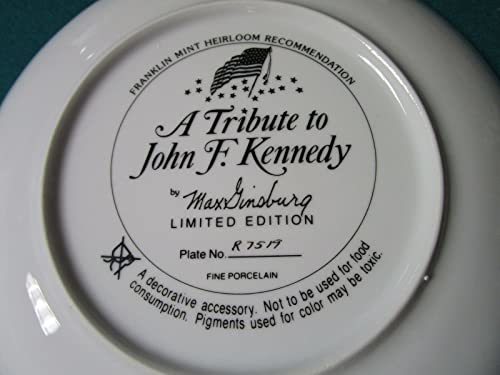 FRANKLIN MINT HEIRLOOM RECOMMENDATION
A Tribute to
John F. Kennedy
by Max Ginsburg
LIMITED EDITION
Plate No. R7519
FINE PORCELAIN
A decorative accessory. Not to be used for food
consumption. Pigments used for color may be toxic.